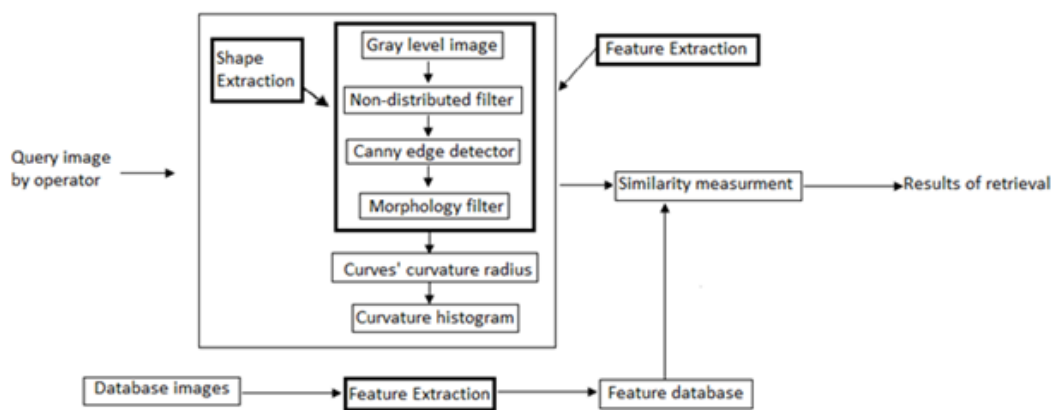 Gray level image
Shape
Extraction
Feature Extraction
Non-distributed filter
Canny edge detector
Query image
by operator
Similarity measurment
Results of retrieval
Morphology filter
Curves' curvature radius
Curvature histogram
Database images
Feature Extraction
Feature database